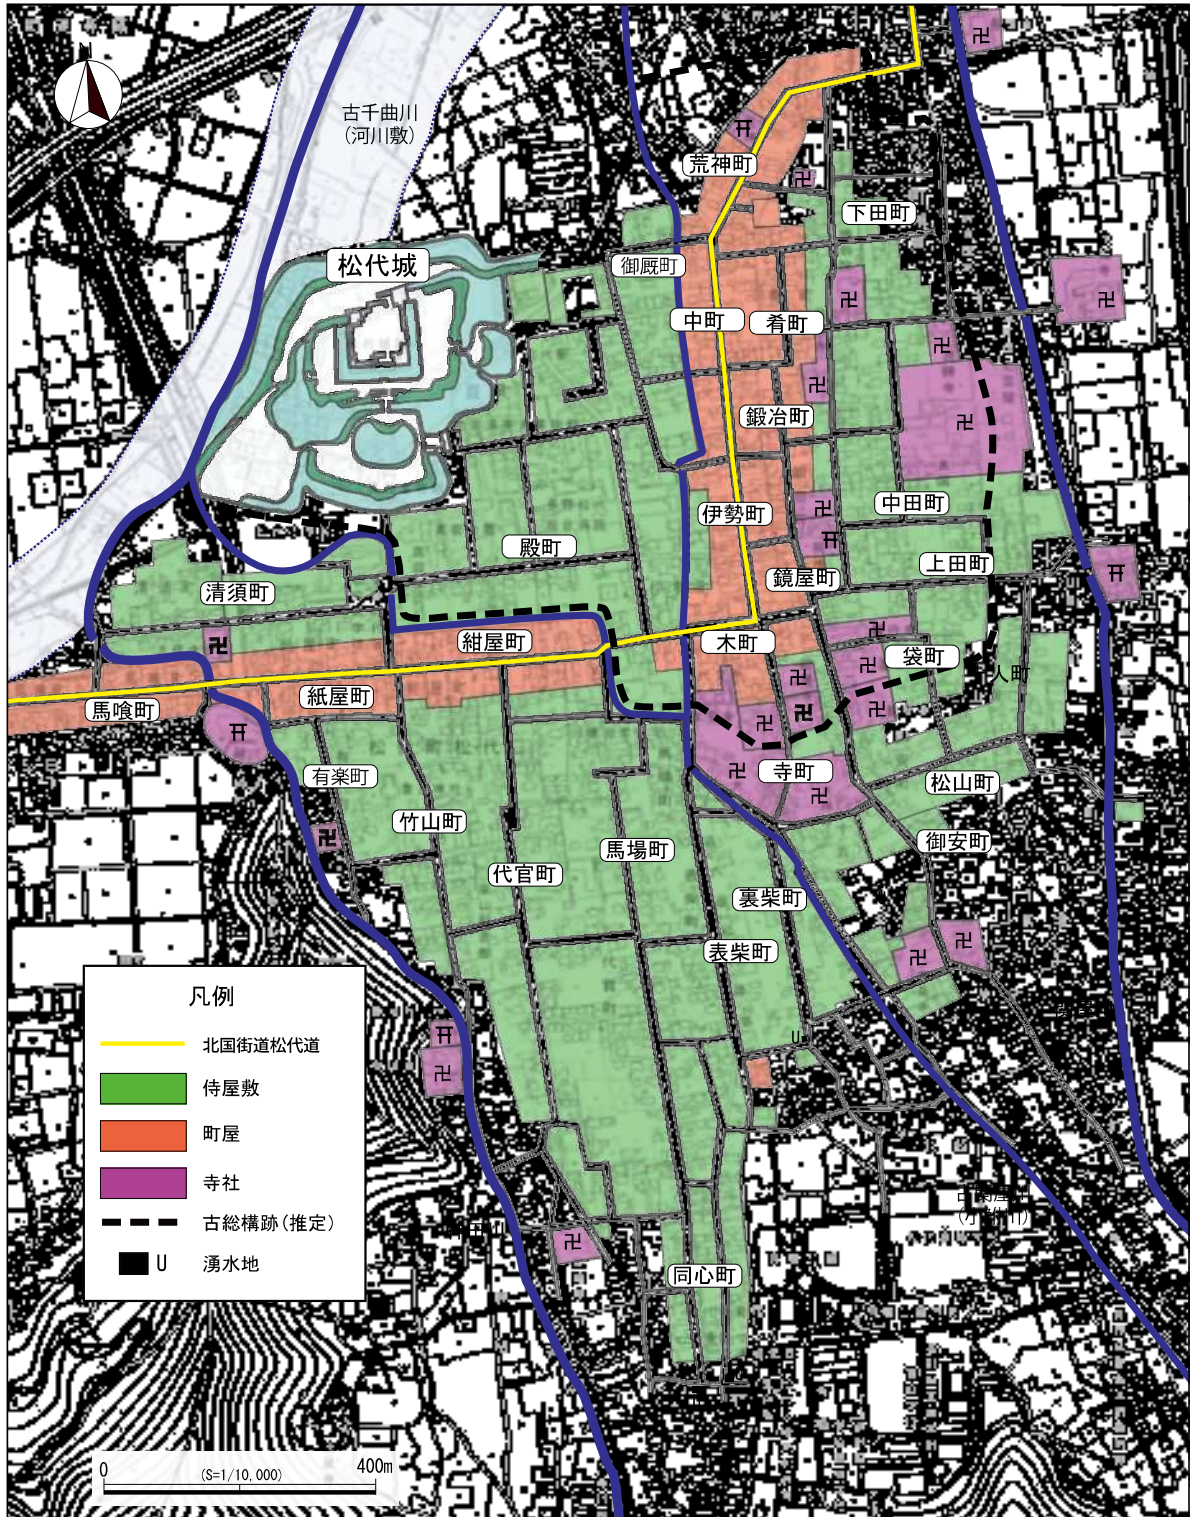 N
古千曲川
(河川敷)
荒神町
下田町
松代城
御厩町
中町
肴町
鍛冶町
中田町
伊勢町
殿町
上田町
鏡屋町
清須町
紺屋町
木町
袋町
人町
紙屋町
馬喰町
寺町
有楽町
松山町
竹山町
御安町
馬場町
代官町
裏柴町
表柴町
凡例
北国街道松代道
侍屋敷
町屋
寺社
古総構跡(推定)
U 湧水地
U
同心町
0 (S=1/10,000) 400m